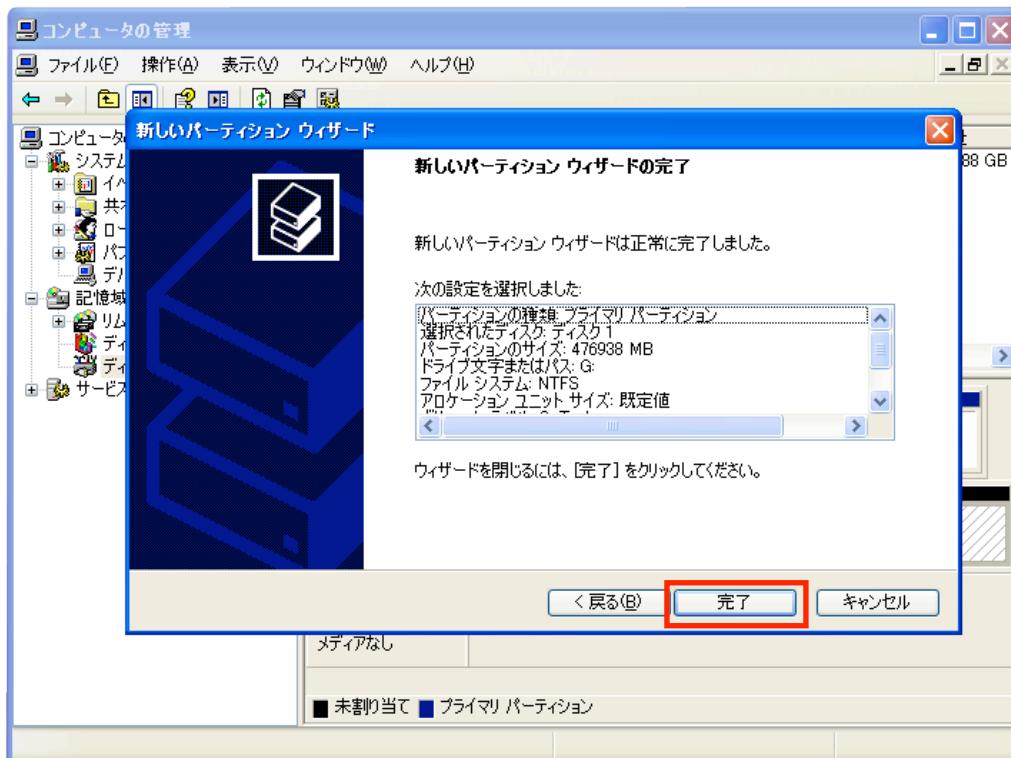 コンピュータの管理
ファイル(F) 操作(A) 表示(V) ウィンドウ(W) ヘルプ(H)
新しいパーティション ウィザード
コンピュータ
システム
イベ
共有
ロー
パフ
デバ
記憶域
リム
ディ
ディ
サービス
88 GB
新しいパーティション ウィザードの完了
新しいパーティション ウィザードは正常に完了しました。
次の設定を選択しました:
パーティションの種類: プライマリ パーティション
選択されたディスク: ディスク 1
パーティションのサイズ: 476938 MB
ドライブ文字またはパス: G:
ファイル システム: NTFS
アロケーション ユニット サイズ: 既定値
ウィザードを閉じるには、[完了] をクリックしてください。
< 戻る(B) 完了 キャンセル
メディアなし
未割り当て プライマリ パーティション